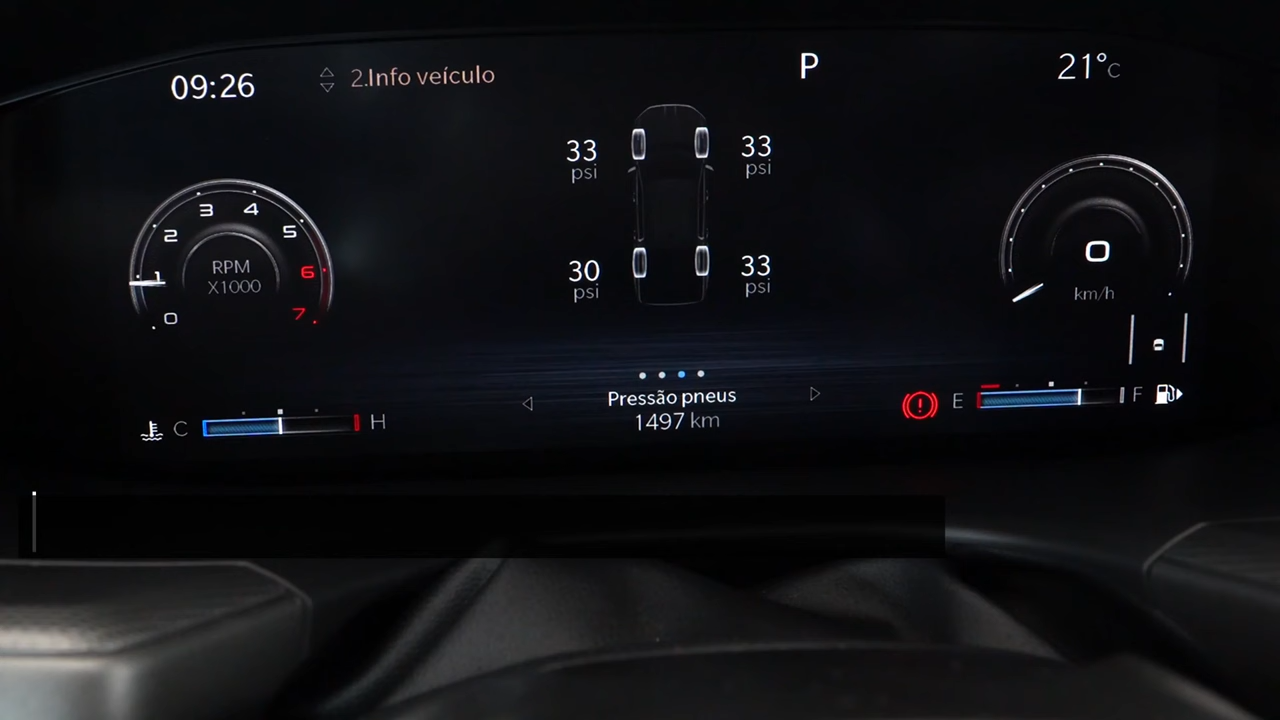 09:26
2.Info veículo
P
21°C
33 psi
33 psi
30 psi
33 psi
0
1
2
3
4
5
6
7
RPM
X1000
0
km/h
Pressão pneus
1497 km
C
H
E
F